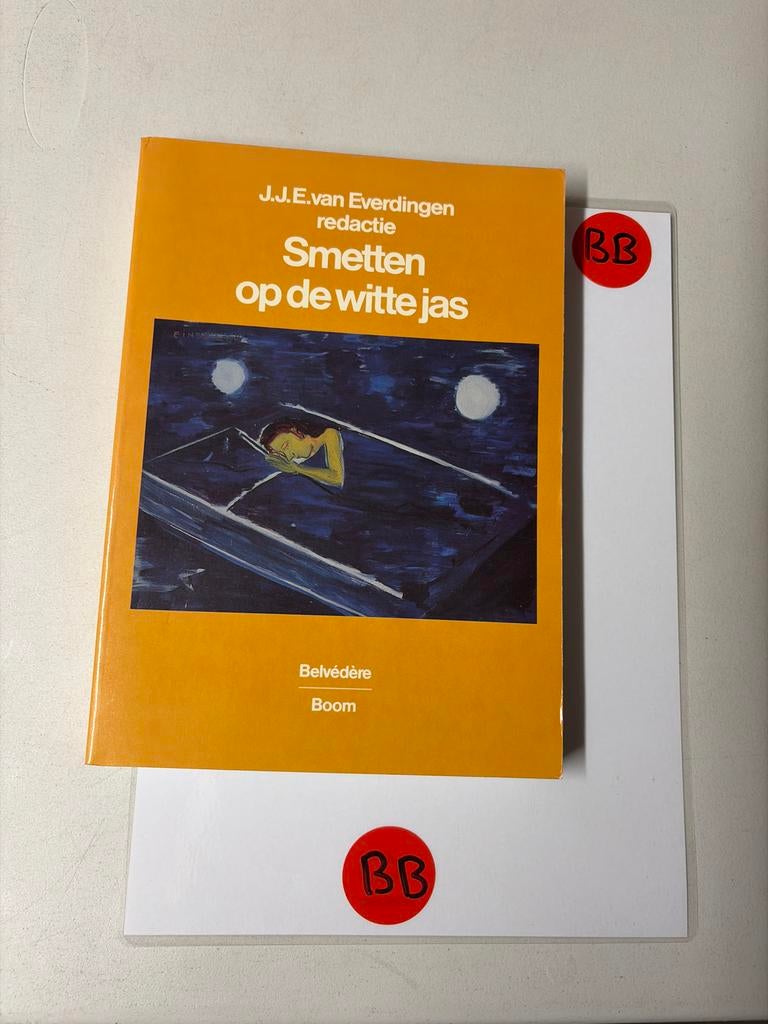 J.J.E. van Everdingen
redactie
Smetten
op de witte jas
Belvédère
Boom
BB
BB